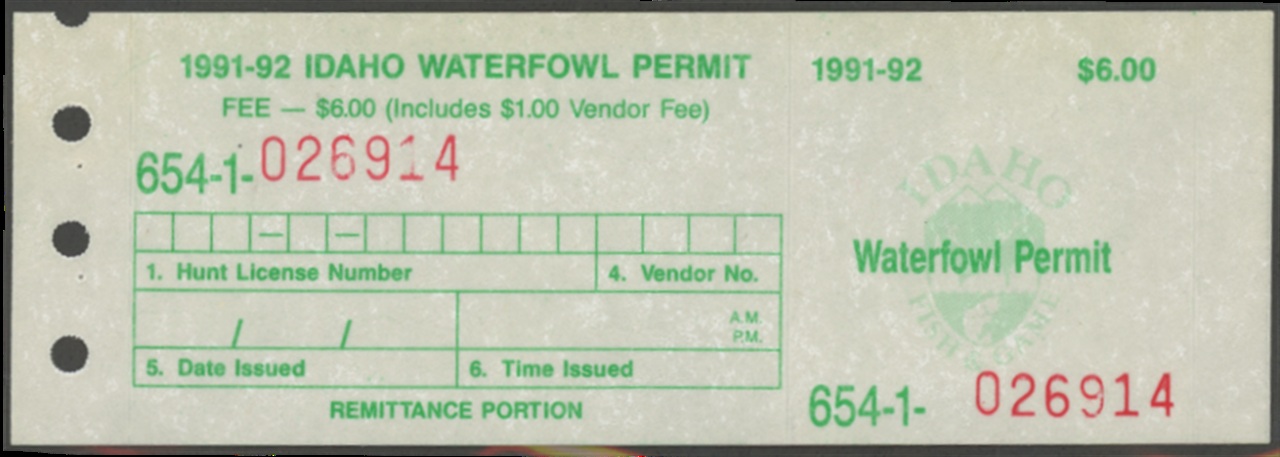 1991-92 IDAHO WATERFOWL PERMIT
FEE — $6.00 (Includes $1.00 Vendor Fee)
654-1-026914
— —
1. Hunt License Number 4. Vendor No.
/ / A.M.
P.M.
5. Date Issued 6. Time Issued
REMITTANCE PORTION
1991-92 $6.00
IDAHO
Waterfowl Permit
FISH & GAME
654-1- 026914